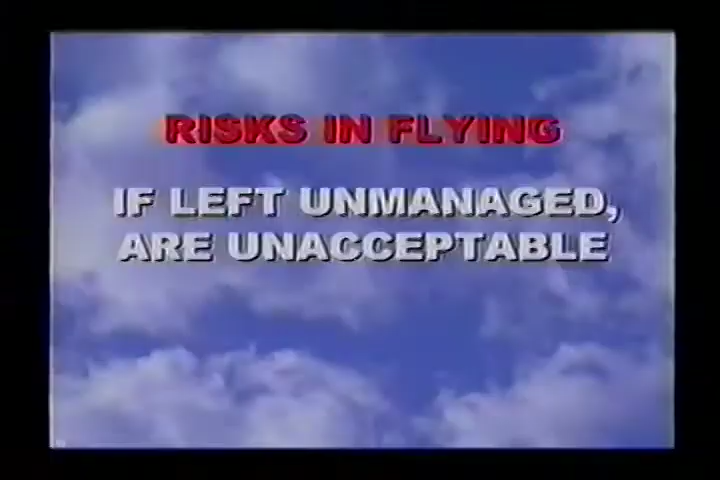 RISKS IN FLYING
IF LEFT UNMANAGED,
ARE UNACCEPTABLE